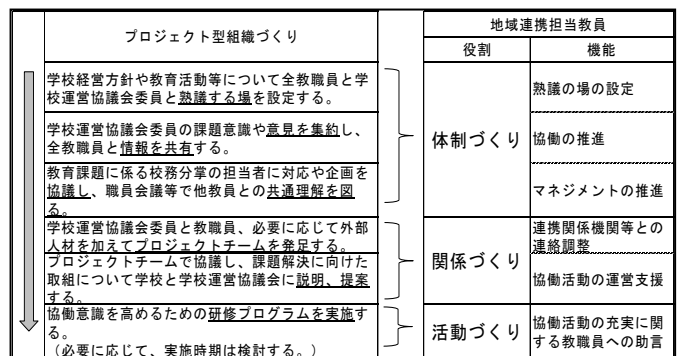 プロジェクト型組織づくり
地域連携担当教員
役割
機能
学校経営方針や教育活動等について全教職員と学
校運営協議会委員と熟議する場を設定する。
学校運営協議会委員の課題意識や意見を集約し、
全教職員と情報を共有する。
教育課題に係る校務分掌の担当者に対応や企画を
協議し、職員会議等で他教員との共通理解を図
る。
体制づくり
熟議の場の設定
協働の推進
マネジメントの推進
学校運営協議会委員と教職員、必要に応じて外部
人材を加えてプロジェクトチームを発足する。
プロジェクトチームで協議し、課題解決に向けた
取組について学校と学校運営協議会に説明、提案
する。
関係づくり
連携関係機関等との
連絡調整
協働活動の運営支援
協働意識を高めるための研修プログラムを実施す
る。
（必要に応じて、実施時期は検討する。）
活動づくり
協働活動の充実に関
する教職員への助言